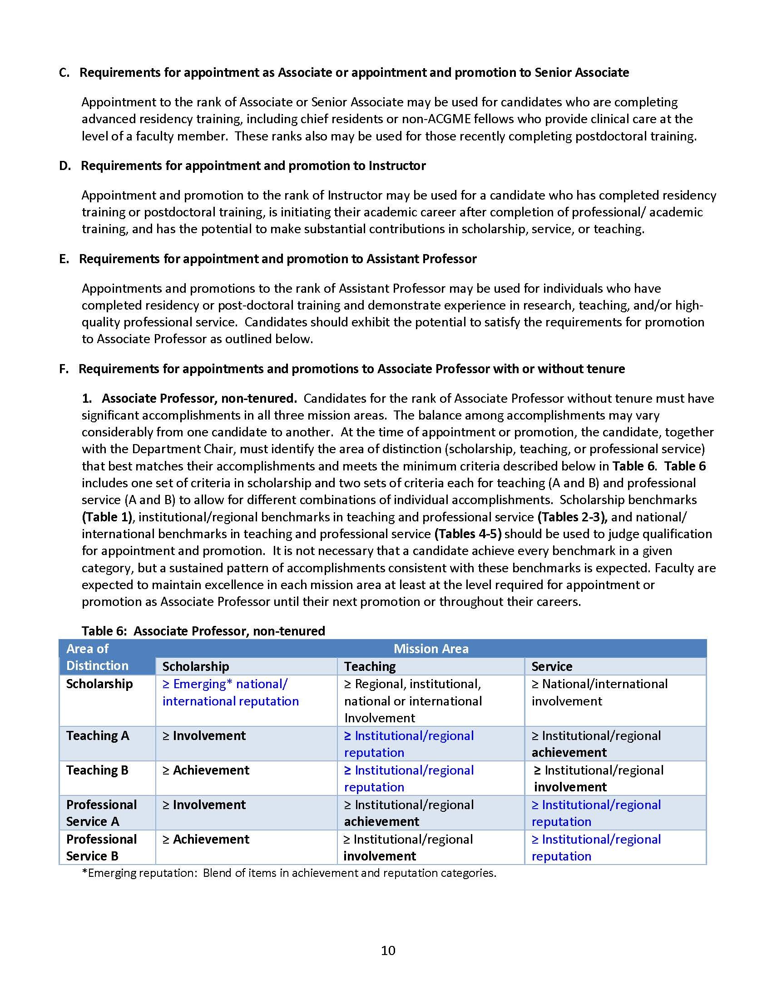 C. Requirements for appointment as Associate or appointment and promotion to Senior Associate
Appointment to the rank of Associate or Senior Associate may be used for candidates who are completing
advanced residency training, including chief residents or non-ACGME fellows who provide clinical care at the
level of a faculty member.  These ranks also may be used for those recently completing postdoctoral training.
D. Requirements for appointment and promotion to Instructor
Appointment and promotion to the rank of Instructor may be used for a candidate who has completed residency
training or postdoctoral training, is initiating their academic career after completion of professional/ academic
training, and has the potential to make substantial contributions in scholarship, service, or teaching.
E. Requirements for appointment and promotion to Assistant Professor
Appointments and promotions to the rank of Assistant Professor may be used for individuals who have
completed residency or post-doctoral training and demonstrate experience in research, teaching, and/or high-
quality professional service.  Candidates should exhibit the potential to satisfy the requirements for promotion
to Associate Professor as outlined below.
F. Requirements for appointments and promotions to Associate Professor with or without tenure
1. Associate Professor, non-tenured.  Candidates for the rank of Associate Professor without tenure must have
significant accomplishments in all three mission areas.  The balance among accomplishments may vary
considerably from one candidate to another.  At the time of appointment or promotion, the candidate, together
with the Department Chair, must identify the area of distinction (scholarship, teaching, or professional service)
that best matches their accomplishments and meets the minimum criteria described below in Table 6.  Table 6
includes one set of criteria in scholarship and two sets of criteria each for teaching (A and B) and professional
service (A and B) to allow for different combinations of individual accomplishments.  Scholarship benchmarks
(Table 1), institutional/regional benchmarks in teaching and professional service (Tables 2-3), and national/
international benchmarks in teaching and professional service (Tables 4-5) should be used to judge qualification
for appointment and promotion.  It is not necessary that a candidate achieve every benchmark in a given
category, but a sustained pattern of accomplishments consistent with these benchmarks is expected. Faculty are
expected to maintain excellence in each mission area at least at the level required for appointment or
promotion as Associate Professor until their next promotion or throughout their careers.
Table 6:  Associate Professor, non-tenured
Area of
Distinction
Mission Area
Scholarship
Teaching
Service
Scholarship
≥ Emerging* national/
international reputation
≥ Regional, institutional,
national or international
Involvement
≥ National/international
involvement
Teaching A
≥ Involvement
≥ Institutional/regional
reputation
≥ Institutional/regional
achievement
Teaching B
≥ Achievement
≥ Institutional/regional
reputation
≥ Institutional/regional
involvement
Professional
Service A
≥ Involvement
≥ Institutional/regional
achievement
≥ Institutional/regional
reputation
Professional
Service B
≥ Achievement
≥ Institutional/regional
involvement
≥ Institutional/regional
reputation
*Emerging reputation:  Blend of items in achievement and reputation categories.
10